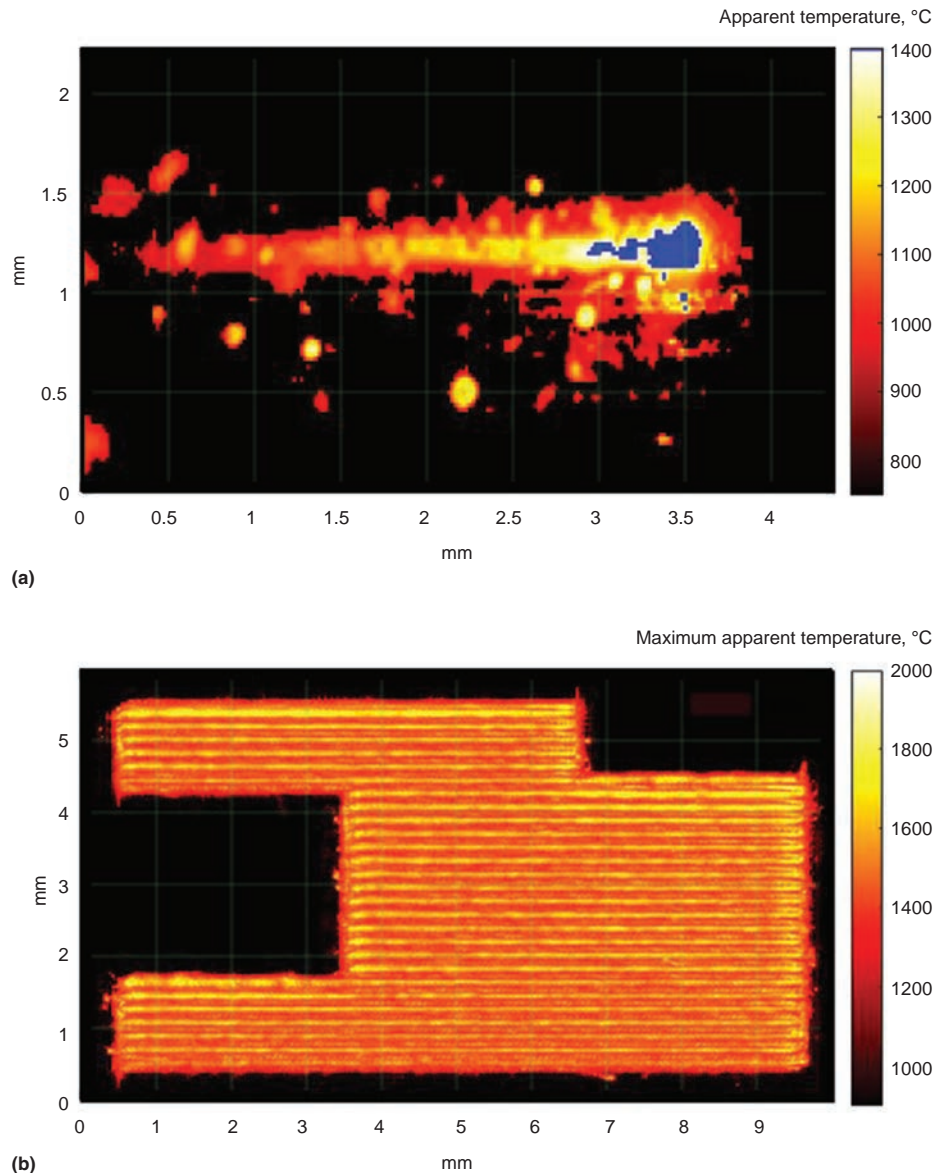 Apparent temperature, °C
1400
1300
1200
1100
1000
900
800
2
1.5
1
0.5
0
mm
0 0.5 1 1.5 2 2.5 3 3.5 4
mm
(a)
Maximum apparent temperature, °C
2000
1800
1600
1400
1200
1000
5
4
3
2
1
0
mm
0 1 2 3 4 5 6 7 8 9
mm
(b)